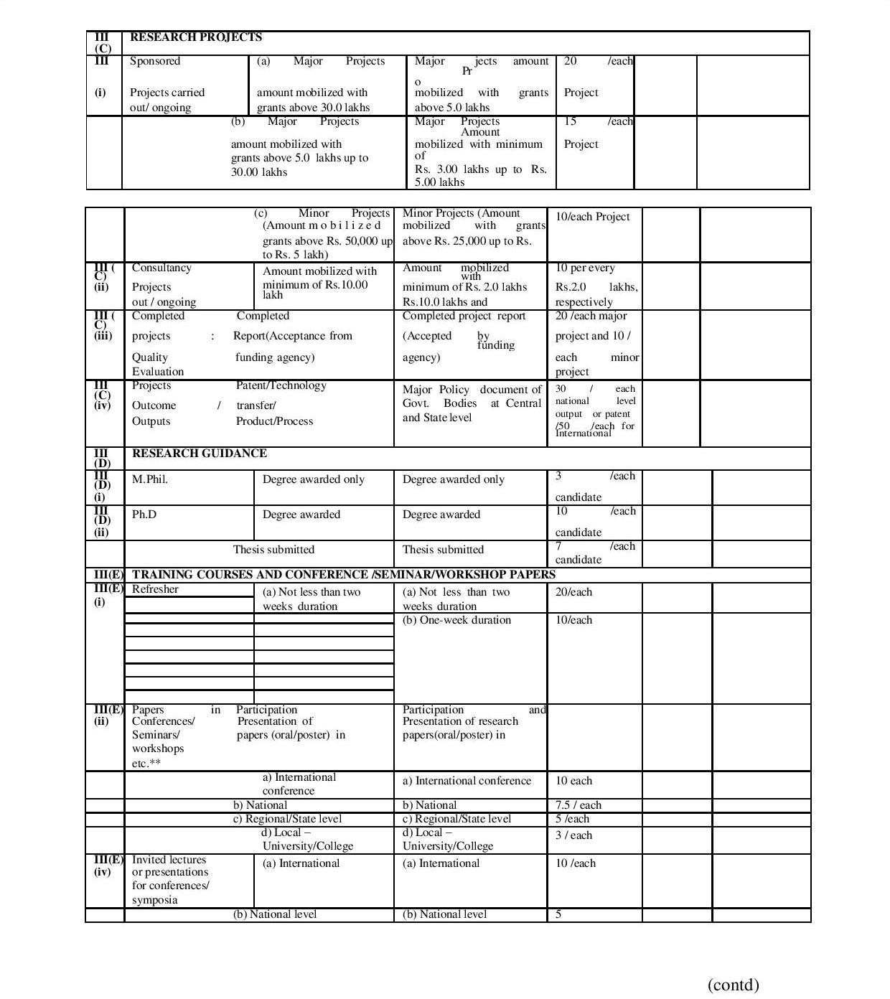 III
(C)
RESEARCH PROJECTS
III
(i)
Sponsored
Projects carried
out/ ongoing
(a) Major Projects
amount mobilized with
grants above 30.0 lakhs
Major jects amount
Pr
o
mobilized with grants
above 5.0 lakhs
20 /each
Project
(b) Major Projects
amount mobilized with
grants above 5.0 lakhs up to
30.00 lakhs
Major Projects
Amount
mobilized with minimum
of
Rs. 3.00 lakhs up to Rs.
5.00 lakhs
15 /each
Project
(c) Minor Projects
(Amount m o b i l i z e d
grants above Rs. 50,000 up
to Rs. 5 lakh)
Minor Projects (Amount
mobilized with grants
above Rs. 25,000 up to Rs.
10/each Project
III (
C)
(ii)
Consultancy
Projects
out / ongoing
Amount mobilized with
minimum of Rs.10.00
lakh
Amount mobilized
with
minimum of Rs. 2.0 lakhs
Rs.10.0 lakhs and
10 per every
Rs.2.0 lakhs,
respectively
III (
C)
(iii)
Completed
projects :
Quality
Evaluation
Completed
Report(Acceptance from
funding agency)
Completed project report
(Accepted by
funding
agency)
20 /each major
project and 10 /
each minor
project
III
(C)
(iv)
Projects
Outcome /
Outputs
Patent/Technology
transfer/
Product/Process
Major Policy document of
Govt. Bodies at Central
and State level
30 / each
national level
output or patent
/50 /each for
International
III
(D)
RESEARCH GUIDANCE
III
(D)
(i)
M.Phil.
Degree awarded only
Degree awarded only
3 /each
candidate
III
(D)
(ii)
Ph.D
Degree awarded
Degree awarded
10 /each
candidate
Thesis submitted
Thesis submitted
7 /each
candidate
III(E) TRAINING COURSES AND CONFERENCE /SEMINAR/WORKSHOP PAPERS
III(E)
(i)
Refresher
(a) Not less than two
weeks duration
(a) Not less than two
weeks duration
20/each
(b) One-week duration
10/each
III(E)
(ii)
Papers in
Conferences/
Seminars/
workshops
etc.**
Participation
Presentation of
papers (oral/poster) in
Participation and
Presentation of research
papers(oral/poster) in
a) International
conference
a) International conference
10 each
b) National
b) National
7.5 / each
c) Regional/State level
c) Regional/State level
5 /each
d) Local –
University/College
d) Local –
University/College
3 / each
III(E)
(iv)
Invited lectures
or presentations
for conferences/
symposia
(a) International
(a) International
10 /each
(b) National level
(b) National level
5
(contd)